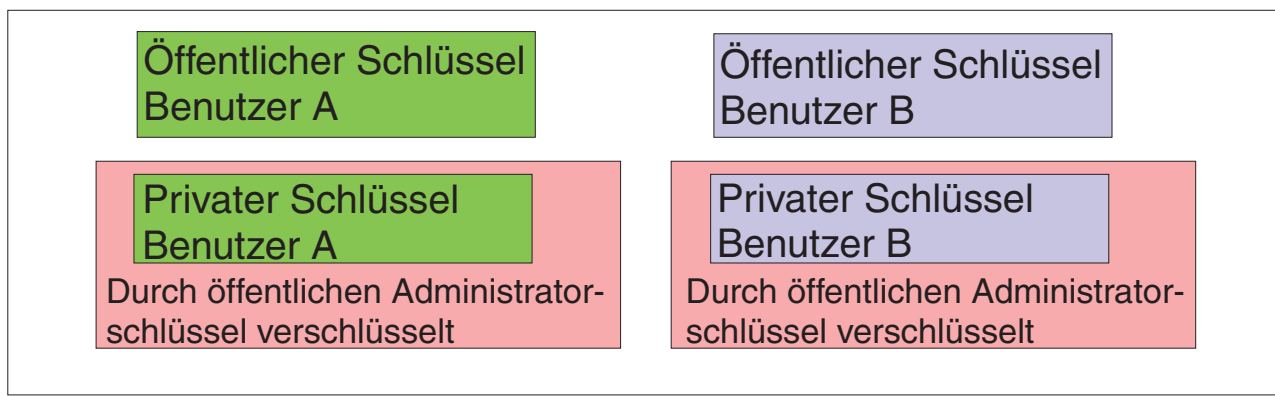 Öffentlicher Schlüssel
Benutzer A
Öffentlicher Schlüssel
Benutzer B
Privater Schlüssel
Benutzer A
Durch öffentlichen Administrator-
schlüssel verschlüsselt
Privater Schlüssel
Benutzer B
Durch öffentlichen Administrator-
schlüssel verschlüsselt